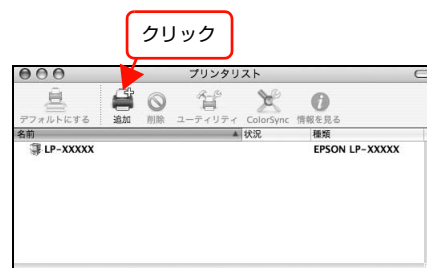 クリック
プリンタリスト
デフォルトにする 追加 削除 ユーティリティ ColorSync 情報を見る
名前 状況 種類
LP-XXXXX EPSON LP-XXXXX